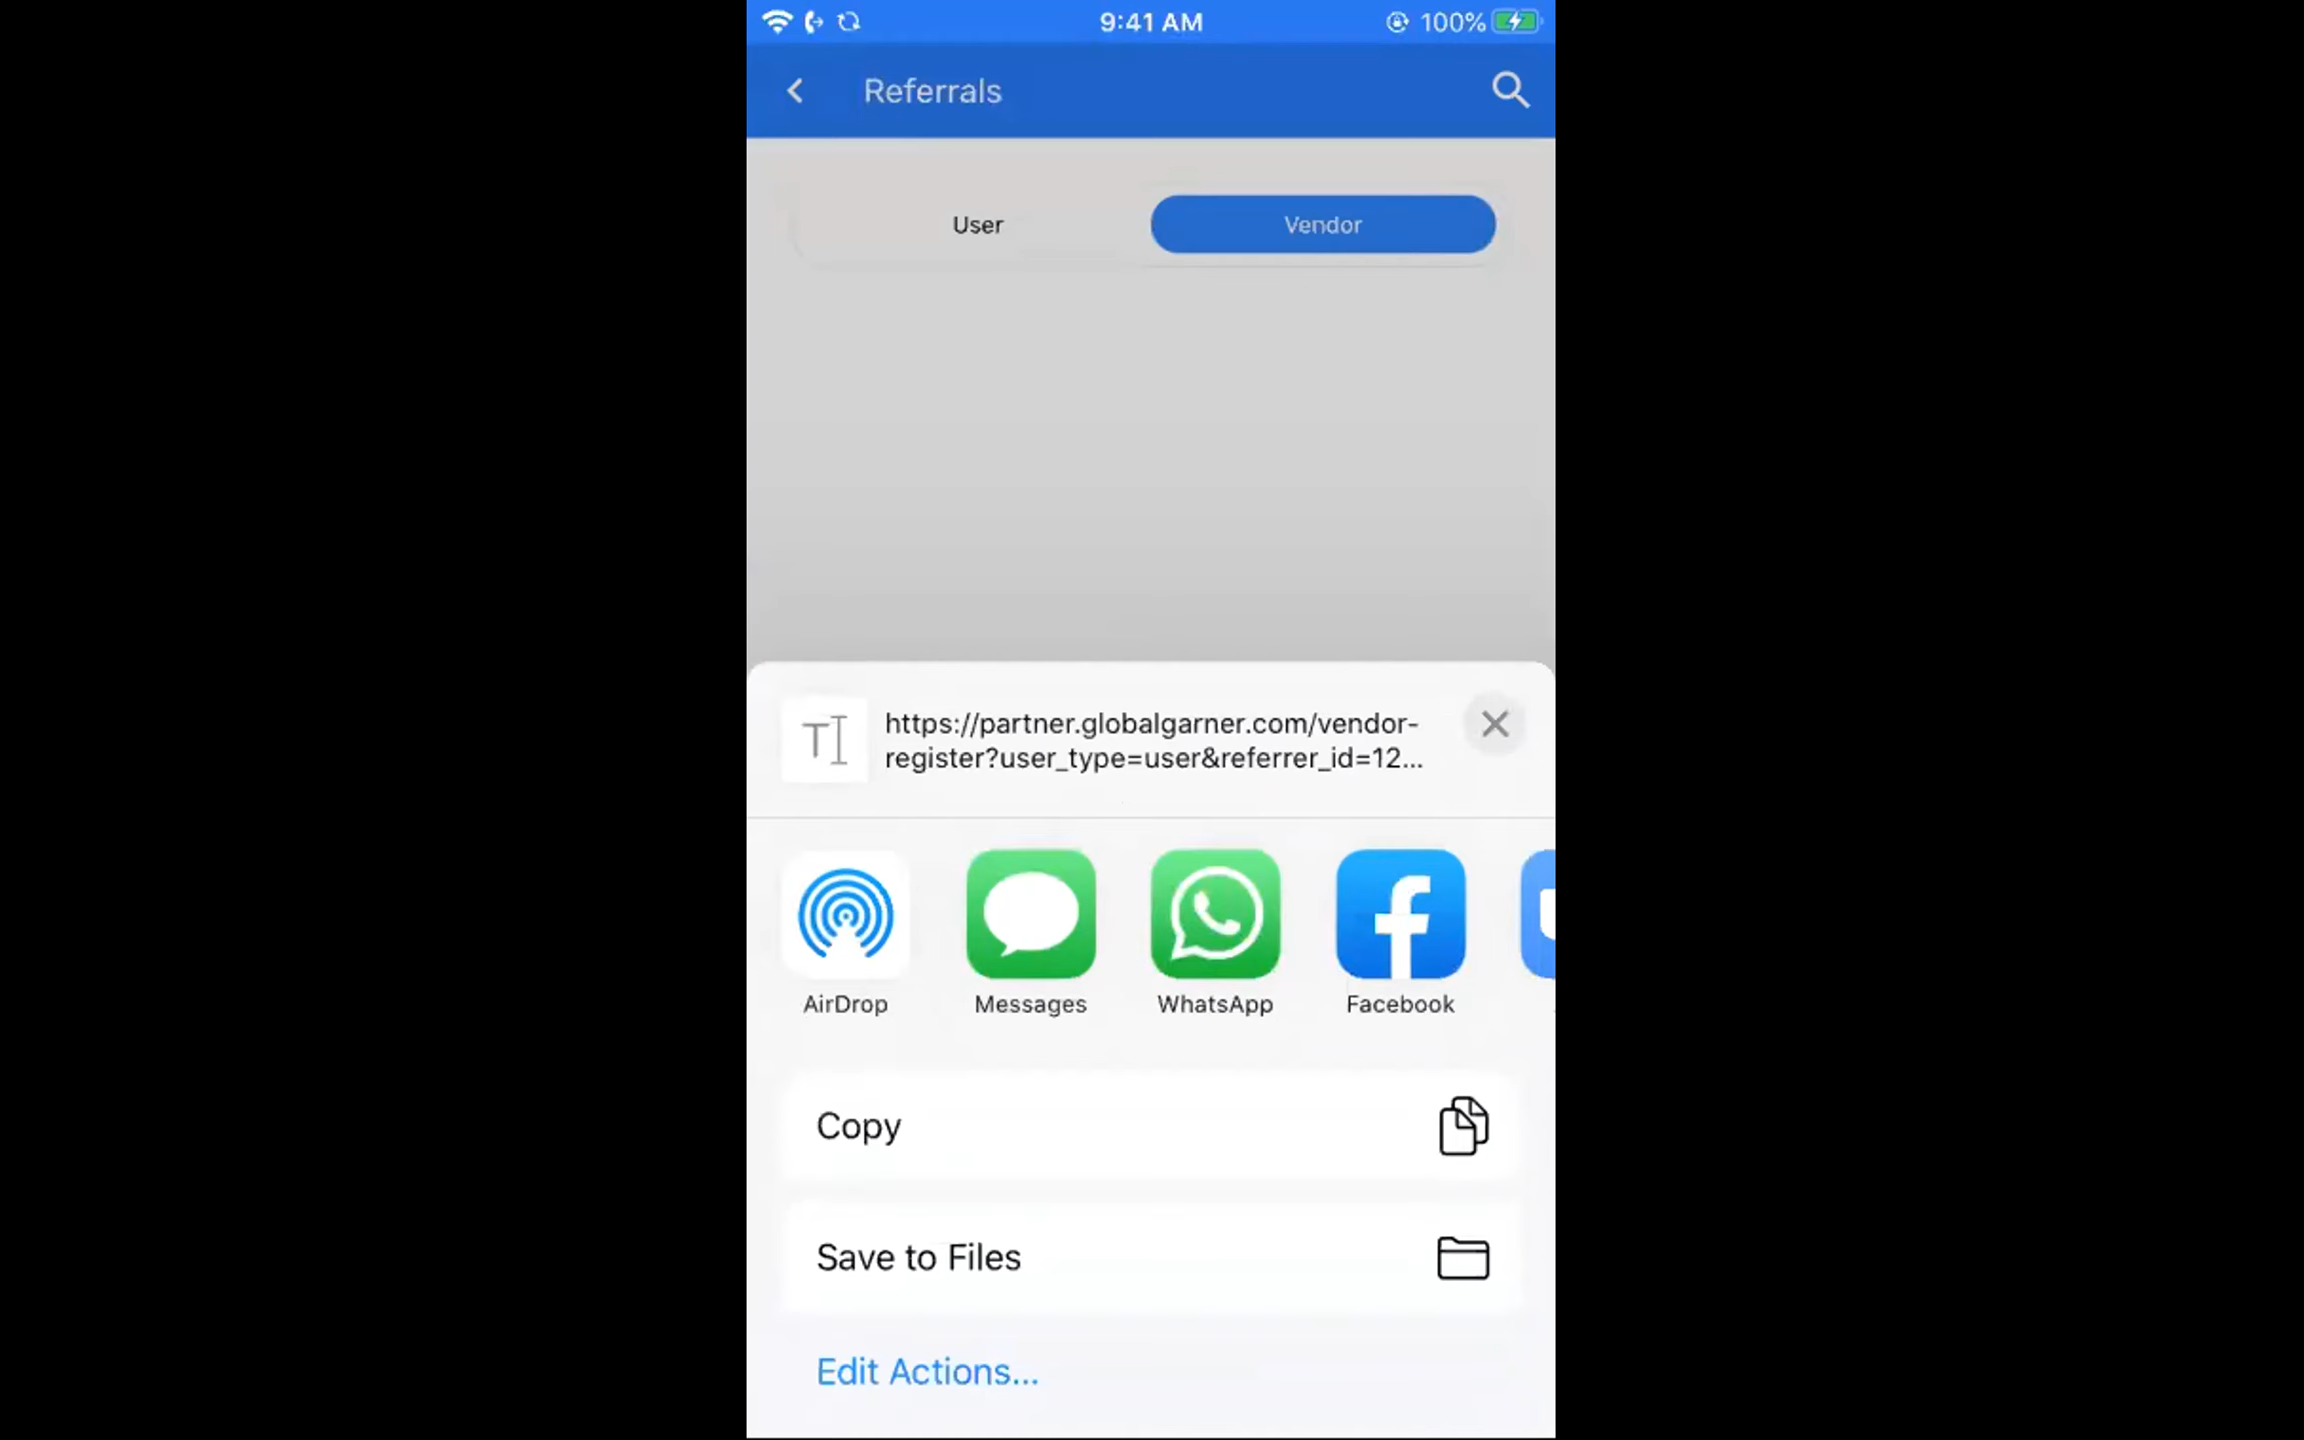 9:41 AM
100%
Referrals
User
Vendor
https://partner.globalgarner.com/vendor-
register?user_type=user&referrer_id=12...
AirDrop
Messages
WhatsApp
Facebook
Copy
Save to Files
Edit Actions...